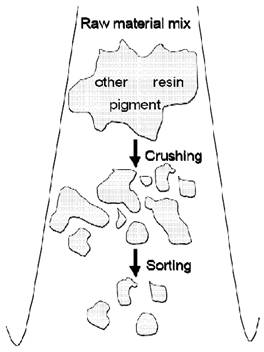 Raw material mix
other resin
pigment
Crushing
Sorting